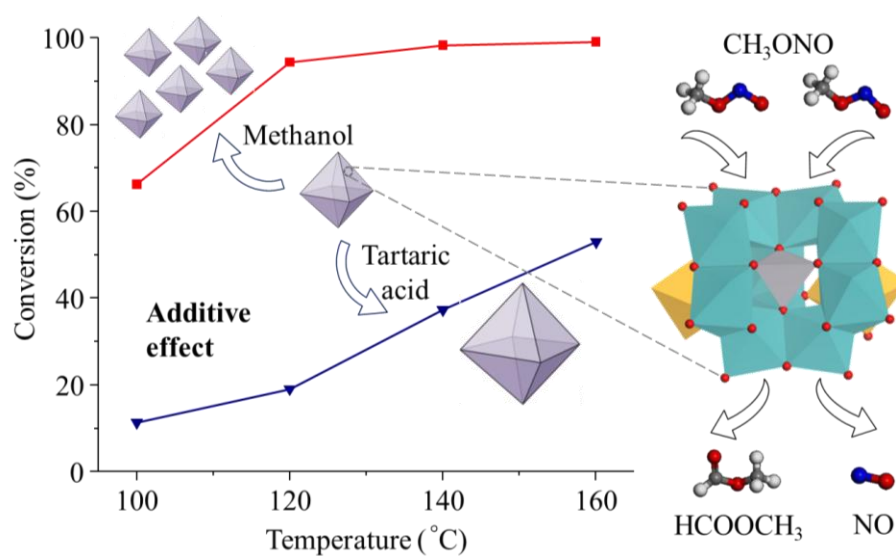 100
80
60
40
20
0
Conversion (%)
100
120
140
160
Temperature (°C)
Methanol
Tartaric
acid
Additive
effect
CH₃ONO
HCOOCH₃
NO